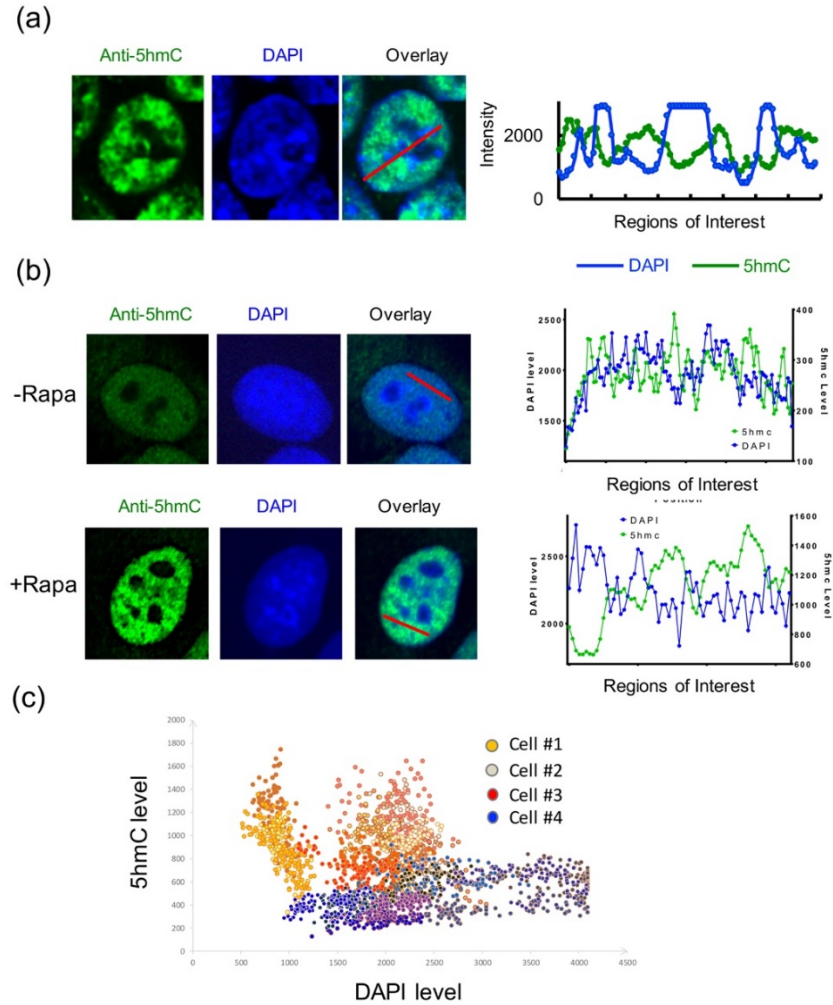 (a)
Anti-5hmC DAPI Overlay
Intensity
2000
0
Regions of Interest
(b)
DAPI 5hmC
Anti-5hmC DAPI Overlay
-Rapa
DAPI level
2500
2000
1500
400
300
200
100
5hmc Level
5hmc
DAPI
Regions of Interest
Position
Anti-5hmC DAPI Overlay
+Rapa
DAPI level
2500
2000
DAPI
5hmc
1600
1400
1200
1000
800
600
5hmc Level
Regions of Interest
(c)
5hmC level
2000
1800
1600
1400
1200
1000
800
600
400
200
0
Cell #1
Cell #2
Cell #3
Cell #4
0 500 1000 1500 2000 2500 3000 3500 4000 4500
DAPI level